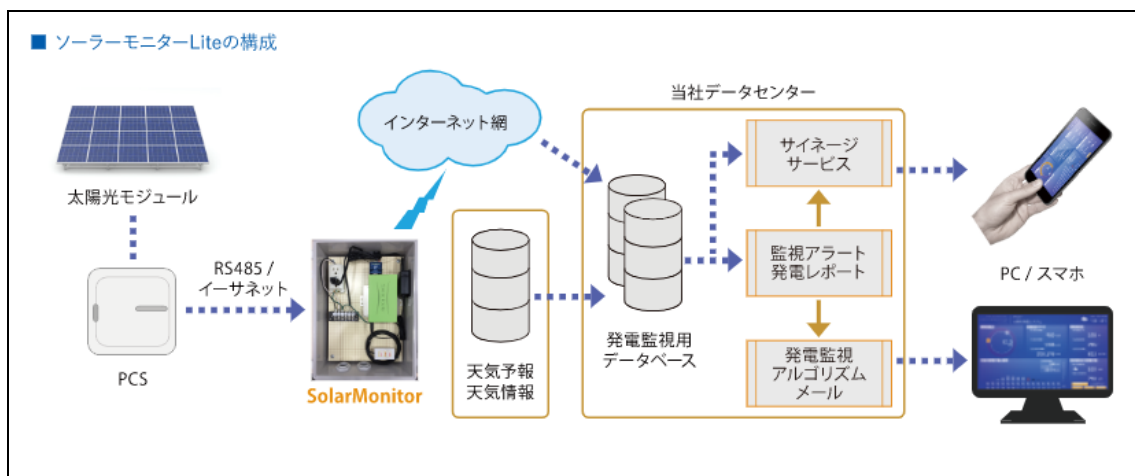 ■ ソーラーモニターLiteの構成
太陽光モジュール
PCS
RS485 /
イーサネット
SolarMonitor
インターネット網
天気予報
天気情報
当社データセンター
発電監視用
データベース
サイネージ
サービス
監視アラート
発電レポート
発電監視
アルゴリズム
メール
PC / スマホ